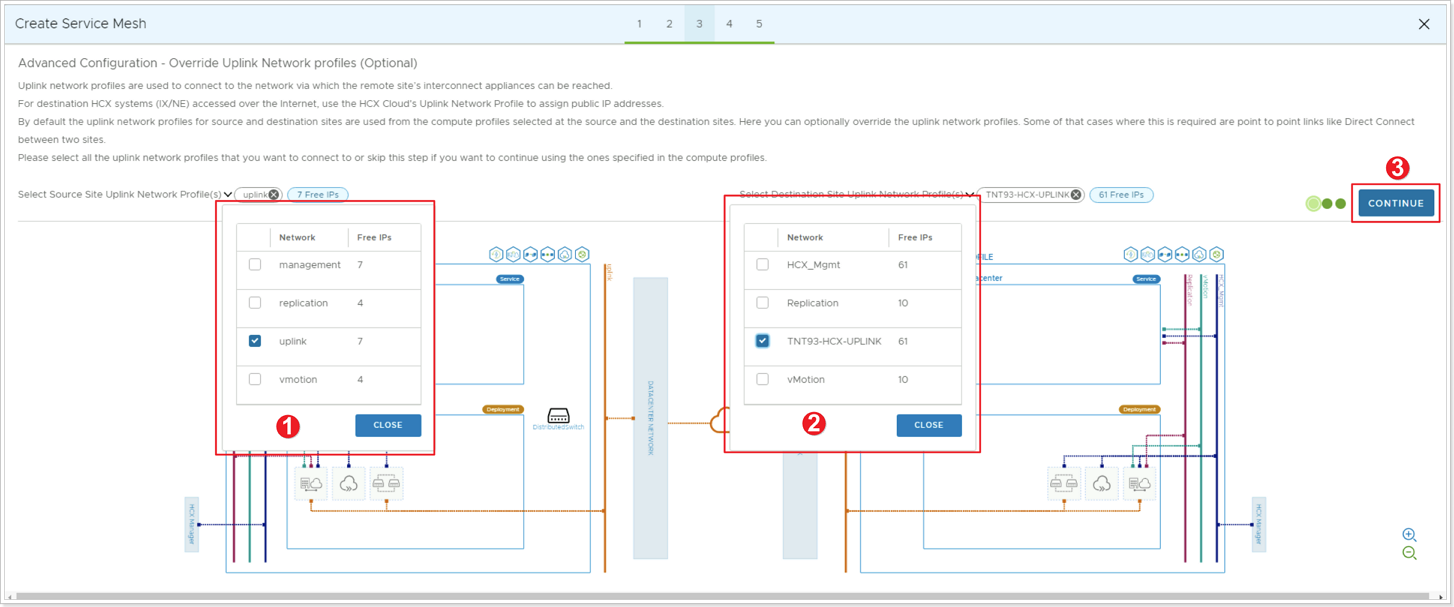 Create Service Mesh
1 2 3 4 5
Advanced Configuration - Override Uplink Network profiles (Optional)
Uplink network profiles are used to connect to the network via which the remote site's interconnect appliances can be reached.
For destination HCX systems (IX/NE) accessed over the Internet, use the HCX Cloud's Uplink Network Profile to assign public IP addresses.
By default the uplink network profiles for source and destination sites are used from the compute profiles selected at the source and the destination sites. Here you can optionally override the uplink network profiles. Some of that cases where this is required are point to point links like Direct Connect
between two sites.
Please select all the uplink network profiles that you want to connect to or skip this step if you want to continue using the ones specified in the compute profiles.
3
Select Source Site Uplink Network Profile(s) uplink 7 Free IPs
Select Destination Site Uplink Network Profile(s) TNT93-HCX-UPLINK 61 Free IPs
CONTINUE
Network Free IPs
management 7
replication 4
uplink 7
vmotion 4
1
CLOSE
Service
Deployment
DistributedSwitch
uplink
DATACENTER NETWORK
HCX Manager
Network Free IPs
HCX_Mgmt 61
Replication 10
TNT93-HCX-UPLINK 61
vMotion 10
2
CLOSE
Service
Deployment
Replication
vMotion
HCX_Mgmt
HCX Manager